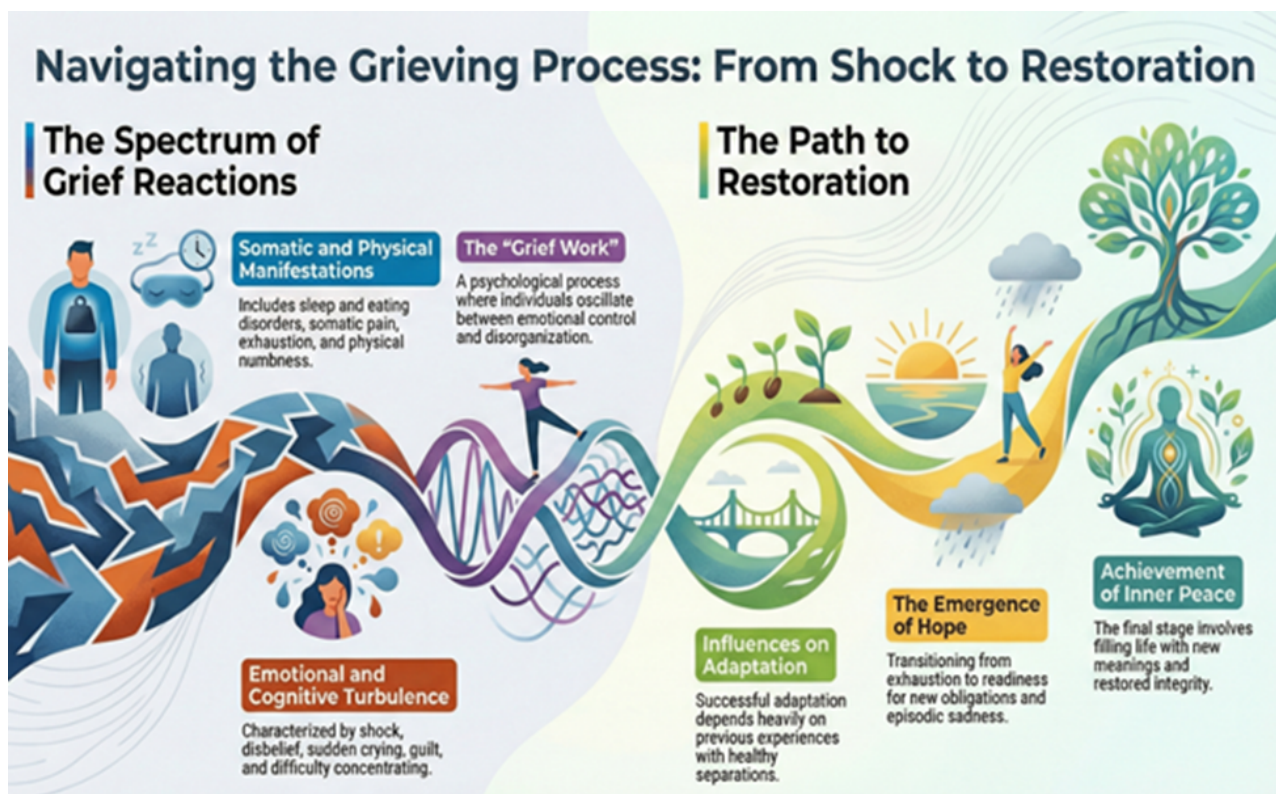 Navigating the Grieving Process: From Shock to Restoration
The Spectrum of
Grief Reactions
zZ
Somatic and Physical
Manifestations
Includes sleep and eating
disorders, somatic pain,
exhaustion, and physical
numbness.
The "Grief Work"
A psychological process
where individuals oscillate
between emotional control
and disorganization.
!
Emotional and
Cognitive Turbulence
Characterized by shock,
disbelief, sudden crying, guilt,
and difficulty concentrating.
The Path to
Restoration
Influences on
Adaptation
Successful adaptation
depends heavily on
previous experiences
with healthy
separations.
The Emergence
of Hope
Transitioning from
exhaustion to readiness
for new obligations and
episodic sadness.
Achievement
of Inner Peace
The final stage involves
filling life with new
meanings and
restored integrity.